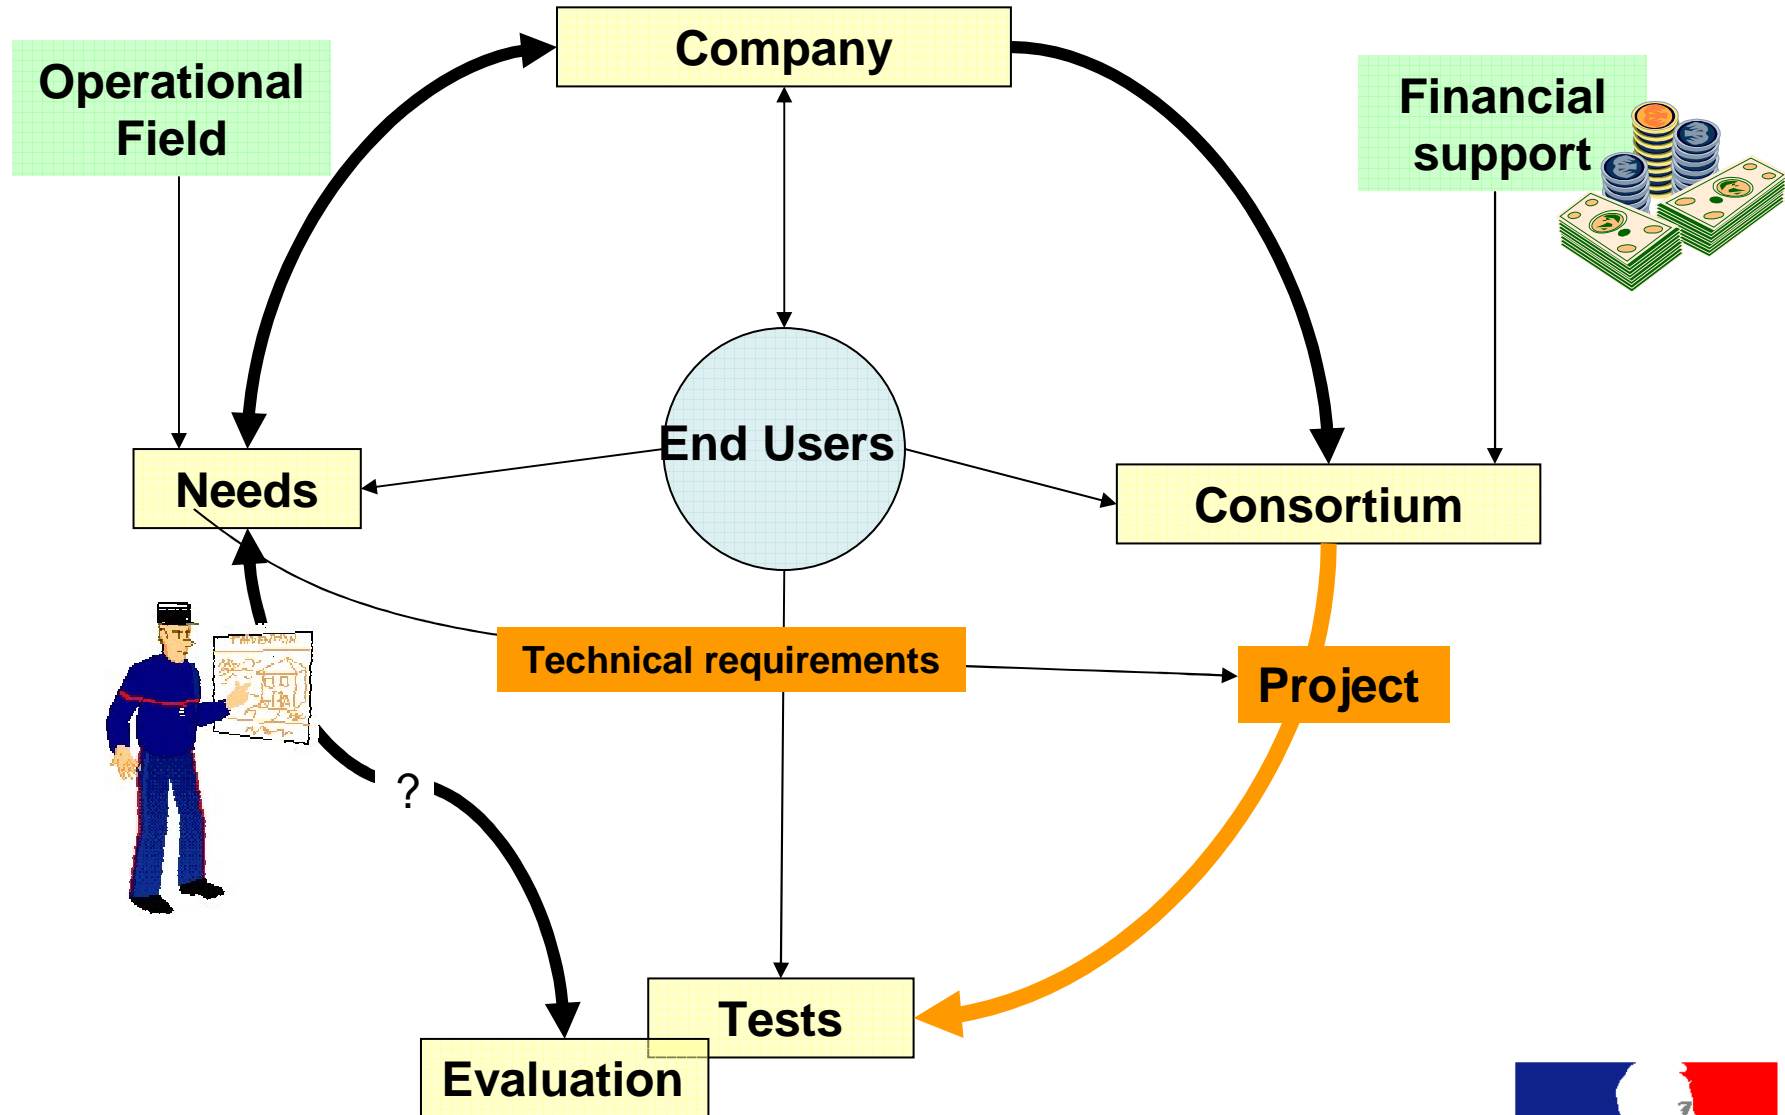 Company
Operational
Field
Financial
support
End Users
Needs
Consortium
Technical requirements
Project
?
Tests
Evaluation